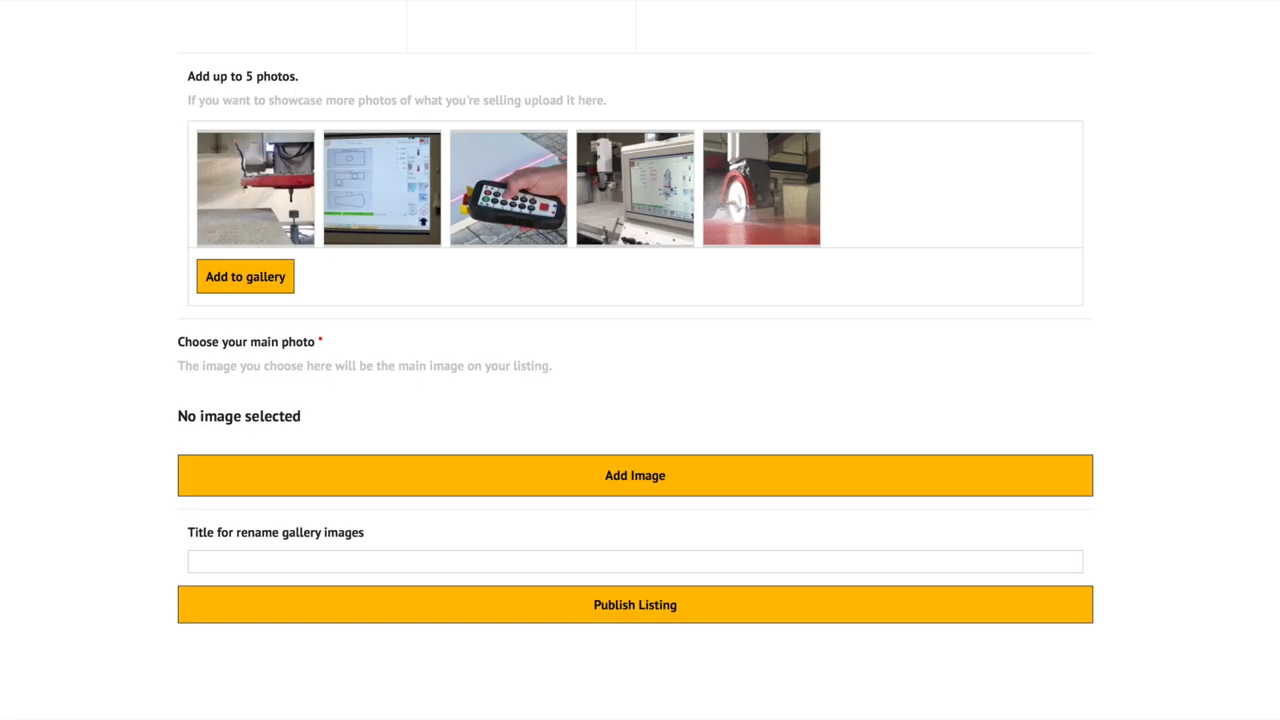 Add up to 5 photos.
If you want to showcase more photos of what you're selling upload it here.
Add to gallery
Choose your main photo *
The image you choose here will be the main image on your listing.
No image selected
Add Image
Title for rename gallery images
Publish Listing